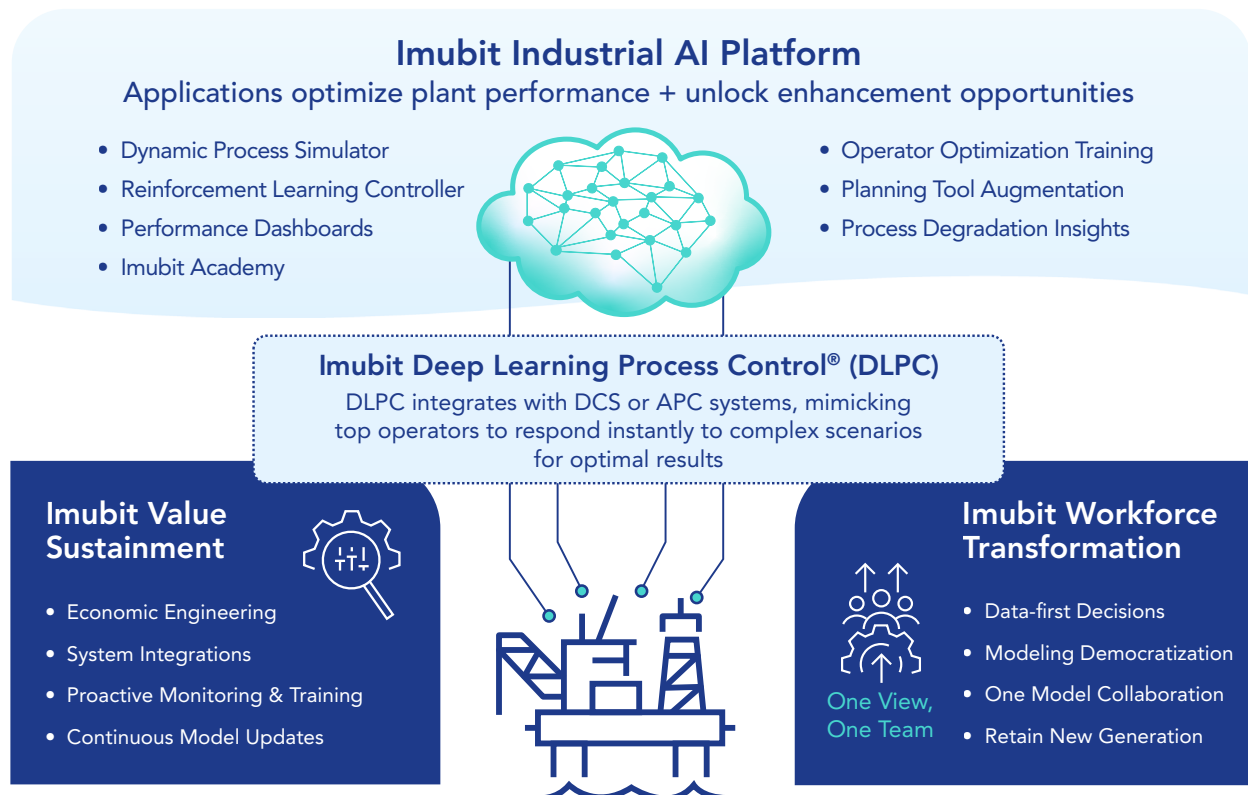 Imubit Industrial AI Platform
Applications optimize plant performance + unlock enhancement opportunities
• Dynamic Process Simulator
• Reinforcement Learning Controller
• Performance Dashboards
• Imubit Academy
• Operator Optimization Training
• Planning Tool Augmentation
• Process Degradation Insights
Imubit Deep Learning Process Control® (DLPC)
DLPC integrates with DCS or APC systems, mimicking
top operators to respond instantly to complex scenarios
for optimal results
Imubit Value
Sustainment
• Economic Engineering
• System Integrations
• Proactive Monitoring & Training
• Continuous Model Updates
Imubit Workforce
Transformation
One View,
One Team
• Data-first Decisions
• Modeling Democratization
• One Model Collaboration
• Retain New Generation